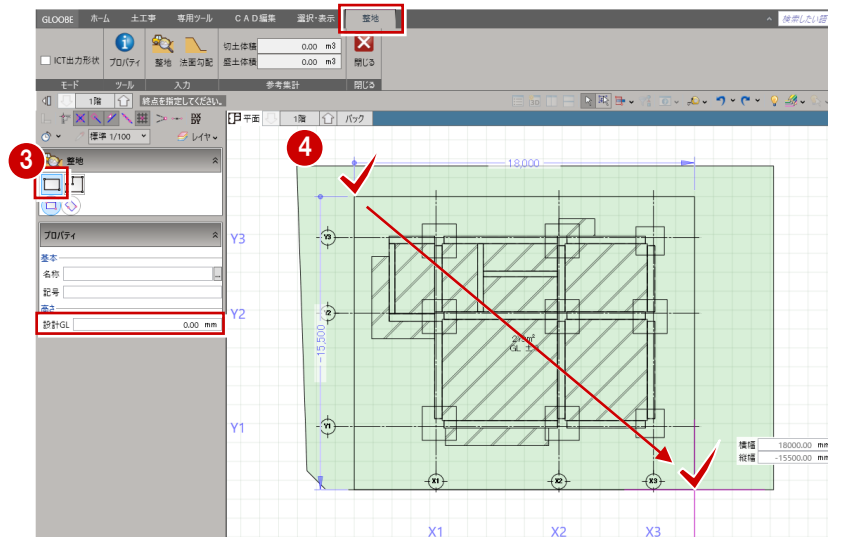 GLOOBE ホーム 土工事 専用ツール CAD編集 選択・表示 整地 検索したい語
ICT出力形状 プロパティ 整地 法面勾配 切土体積 0.00 m3 閉じる
盛土体積 0.00 m3
モード ツール 入力 参考集計 閉じる
1階 終点を指定してください。
平面 1階 バック
標準 1/100 レイヤ
3 整地
4
18,000
プロパティ
基本
名称
記号
高さ
設計GL 0.00 mm
Y3 Y3
Y2
-15,500
Y1 Y1
横幅 18000.00 mm
縦幅 -15500.00 mm
X1 X2 X3
X1 X2 X3